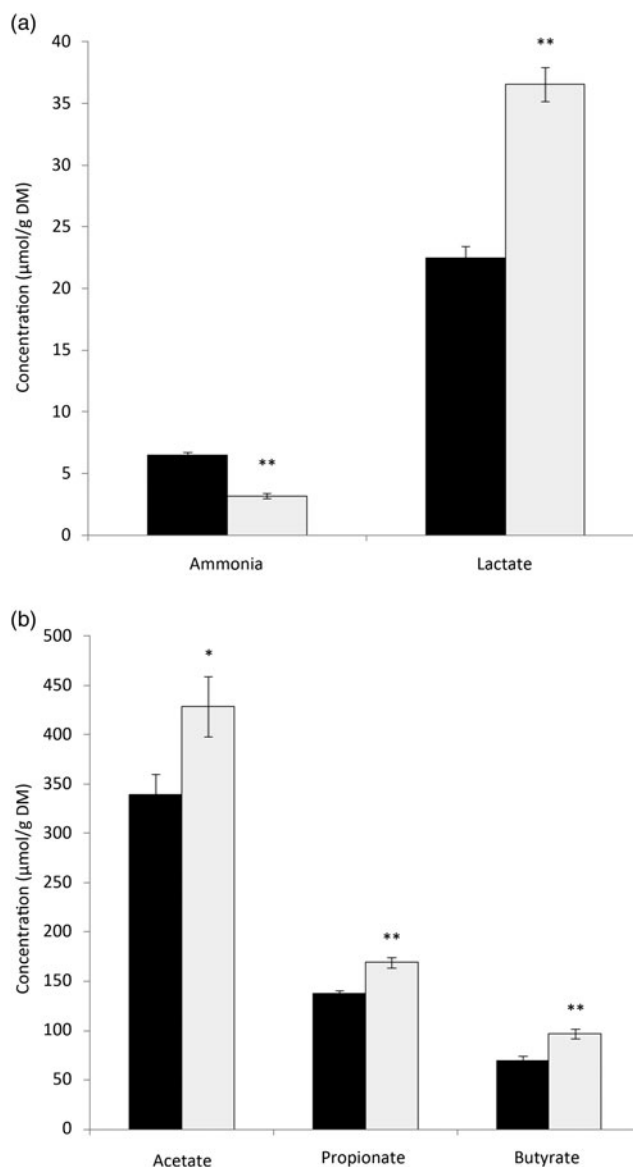 (a)
Concentration (μmol/g DM)
40
35
30
25
20
15
10
5
0
**
**
Ammonia
Lactate
(b)
Concentration (μmol/g DM)
500
450
400
350
300
250
200
150
100
50
0
*
**
**
Acetate
Propionate
Butyrate